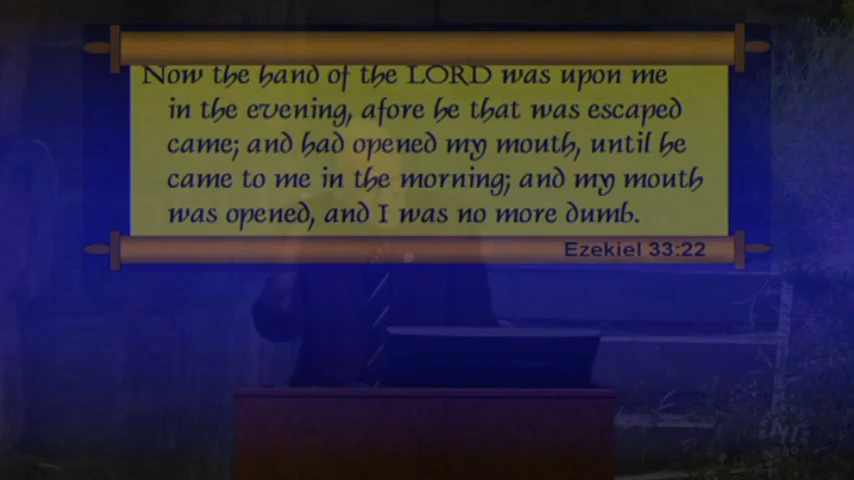 Now the hand of the LORD was upon me
in the evening, afore he that was escaped
came; and had opened my mouth, until he
came to me in the morning; and my mouth
was opened, and I was no more dumb.
Ezekiel 33:22